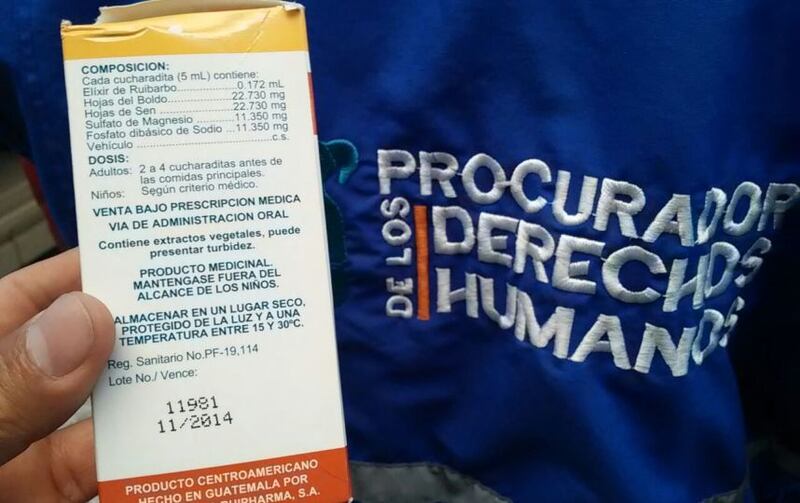 COMPOSICION:
Cada cucharadita (5 mL) contiene:
Elixir de Ruibarbo....................0.172 mL
Hojas del Boldo....................22.730 mg
Hojas de Sen .......................22.730 mg
Sulfato de Magnesio ............11.350 mg
Fosfato dibásico de Sodio ...11.350 mg
Vehículo ...................................c.s.
DOSIS:
Adultos: 2 a 4 cucharaditas antes de
las comidas principales.
Niños: Según criterio médico.
VENTA BAJO PRESCRIPCION MEDICA
VIA DE ADMINISTRACION ORAL
Contiene extractos vegetales, puede
presentar turbidez.
PRODUCTO MEDICINAL.
MANTENGASE FUERA DEL
ALCANCE DE LOS NIÑOS.
ALMACENAR EN UN LUGAR SECO,
PROTEGIDO DE LA LUZ Y A UNA
TEMPERATURA ENTRE 15 Y 30ºC.
Reg. Sanitario No.PF-19,114
Lote No./ Vence:
11981
11/2014
PRODUCTO CENTROAMERICANO
HECHO EN GUATEMALA POR
S.A.
PROCURADOR
DE LOS
DERECHOS
HUMANOS